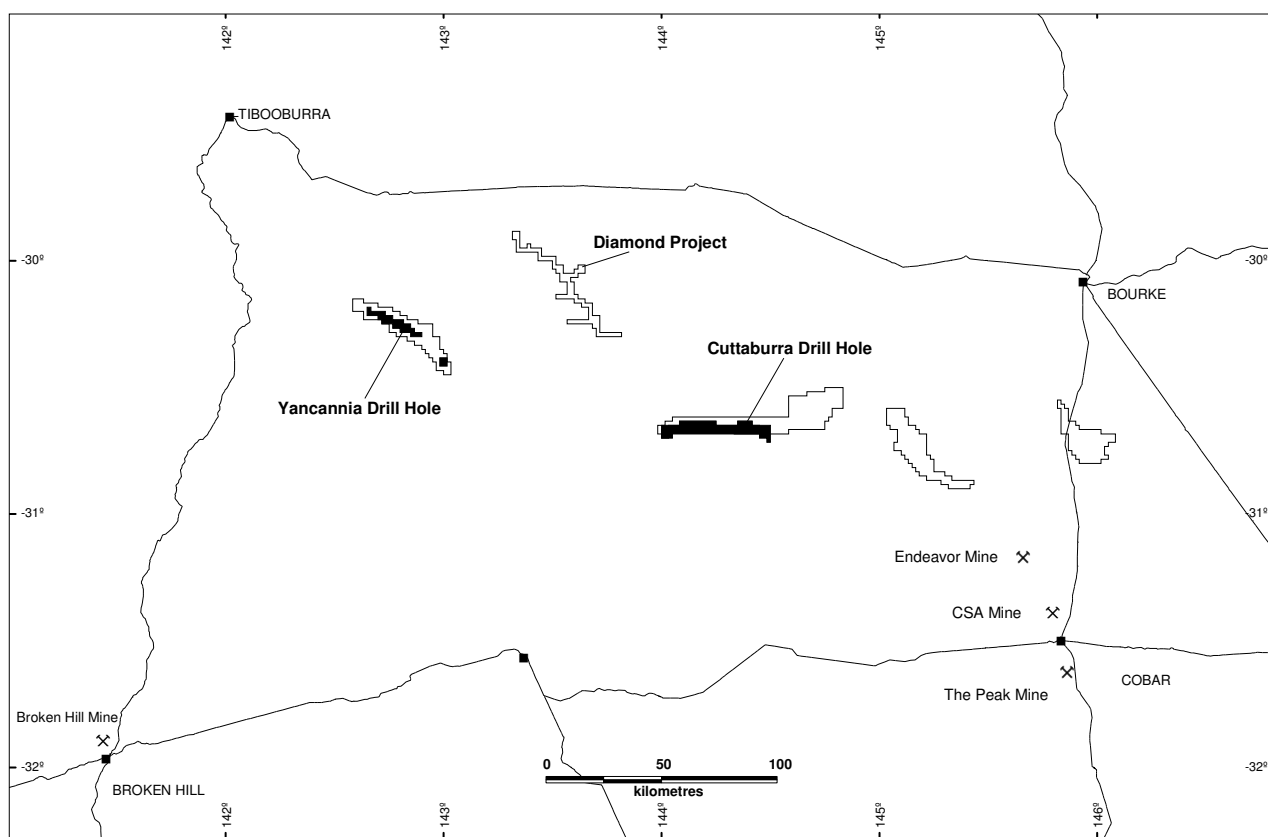 142º
143º
144º
145º
TIBOOBURRA
Diamond Project
-30º
-30º
BOURKE
Cuttaburra Drill Hole
Yancannia Drill Hole
-31º
-31º
Endeavor Mine
CSA Mine
COBAR
The Peak Mine
Broken Hill Mine
-32º
-32º
0 50 100
kilometres
BROKEN HILL
142º
143º
144º
145º
146º